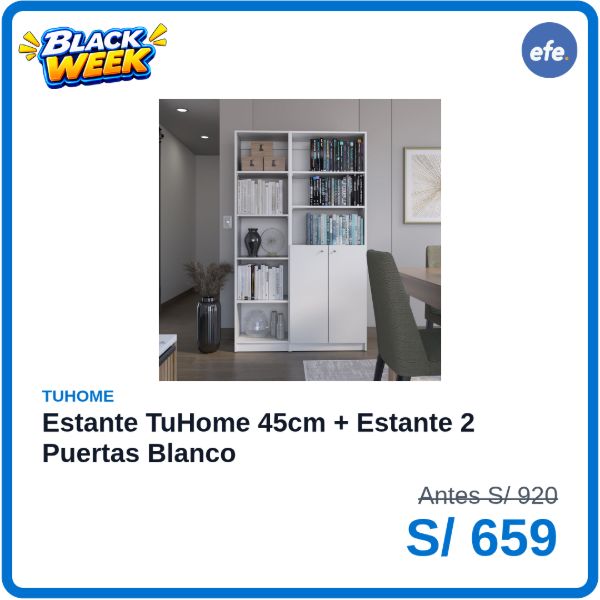 BLACK
WEEK
efe.
TUHOME
Estante TuHome 45cm + Estante 2
Puertas Blanco
Antes S/ 920
S/ 659